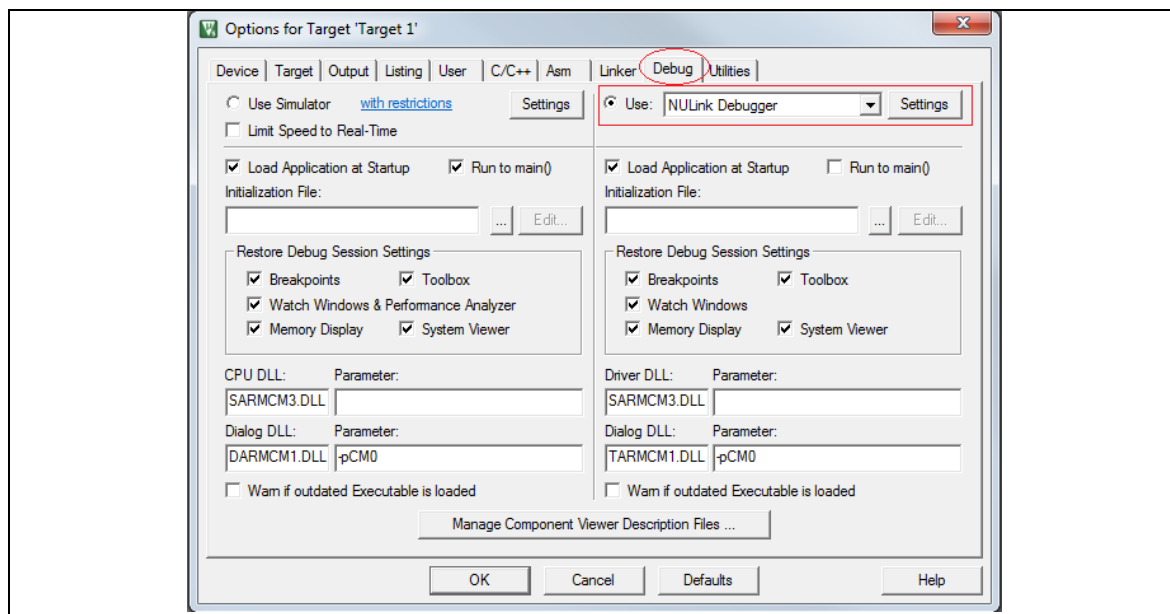 Options for Target 'Target 1'
Device Target Output Listing User C/C++ Asm Linker Debug Utilities
Use Simulator with restrictions Settings Use: NULink Debugger Settings
Limit Speed to Real-Time
Load Application at Startup Run to main() Load Application at Startup Run to main()
Initialization File: Initialization File:
... Edit... ... Edit...
Restore Debug Session Settings Restore Debug Session Settings
Breakpoints Toolbox Breakpoints Toolbox
Watch Windows & Performance Analyzer Watch Windows
Memory Display System Viewer Memory Display System Viewer
CPU DLL: Parameter: Driver DLL: Parameter:
SARMCM3.DLL SARMCM3.DLL
Dialog DLL: Parameter: Dialog DLL: Parameter:
DARMCM1.DLL -pCM0 TARMCM1.DLL -pCM0
Warn if outdated Executable is loaded Warn if outdated Executable is loaded
Manage Component Viewer Description Files ...
OK Cancel Defaults Help